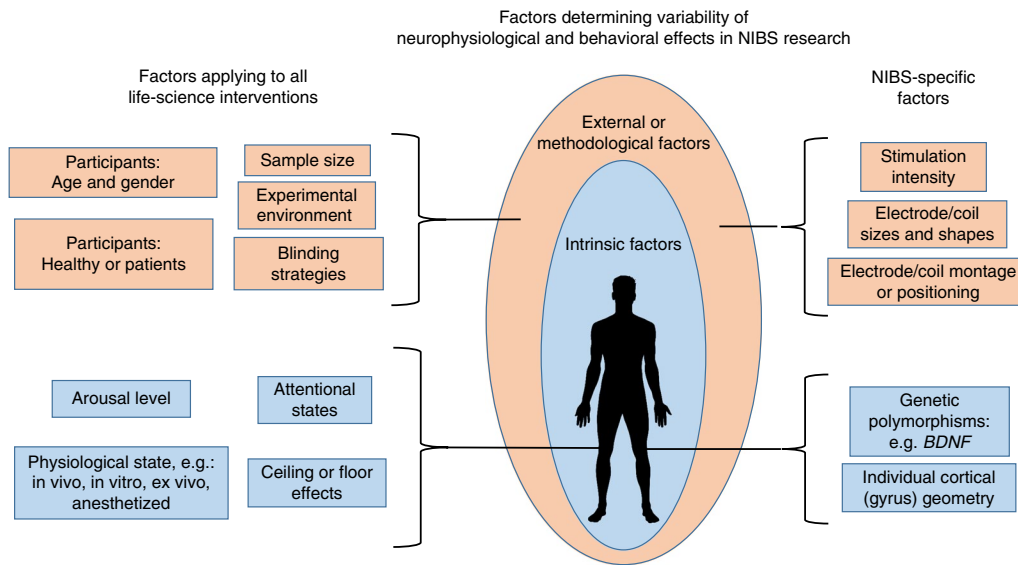 Factors determining variability of
neurophysiological and behavioral effects in NIBS research
Factors applying to all
life-science interventions
NIBS-specific
factors
Participants:
Age and gender
Sample size
Experimental
environment
Participants:
Healthy or patients
Blinding
strategies
External or
methodological factors
Intrinsic factors
Stimulation
intensity
Electrode/coil
sizes and shapes
Electrode/coil montage
or positioning
Arousal level
Attentional
states
Physiological state, e.g.:
in vivo, in vitro, ex vivo,
anesthetized
Ceiling or floor
effects
Genetic
polymorphisms:
e.g. BDNF
Individual cortical
(gyrus) geometry